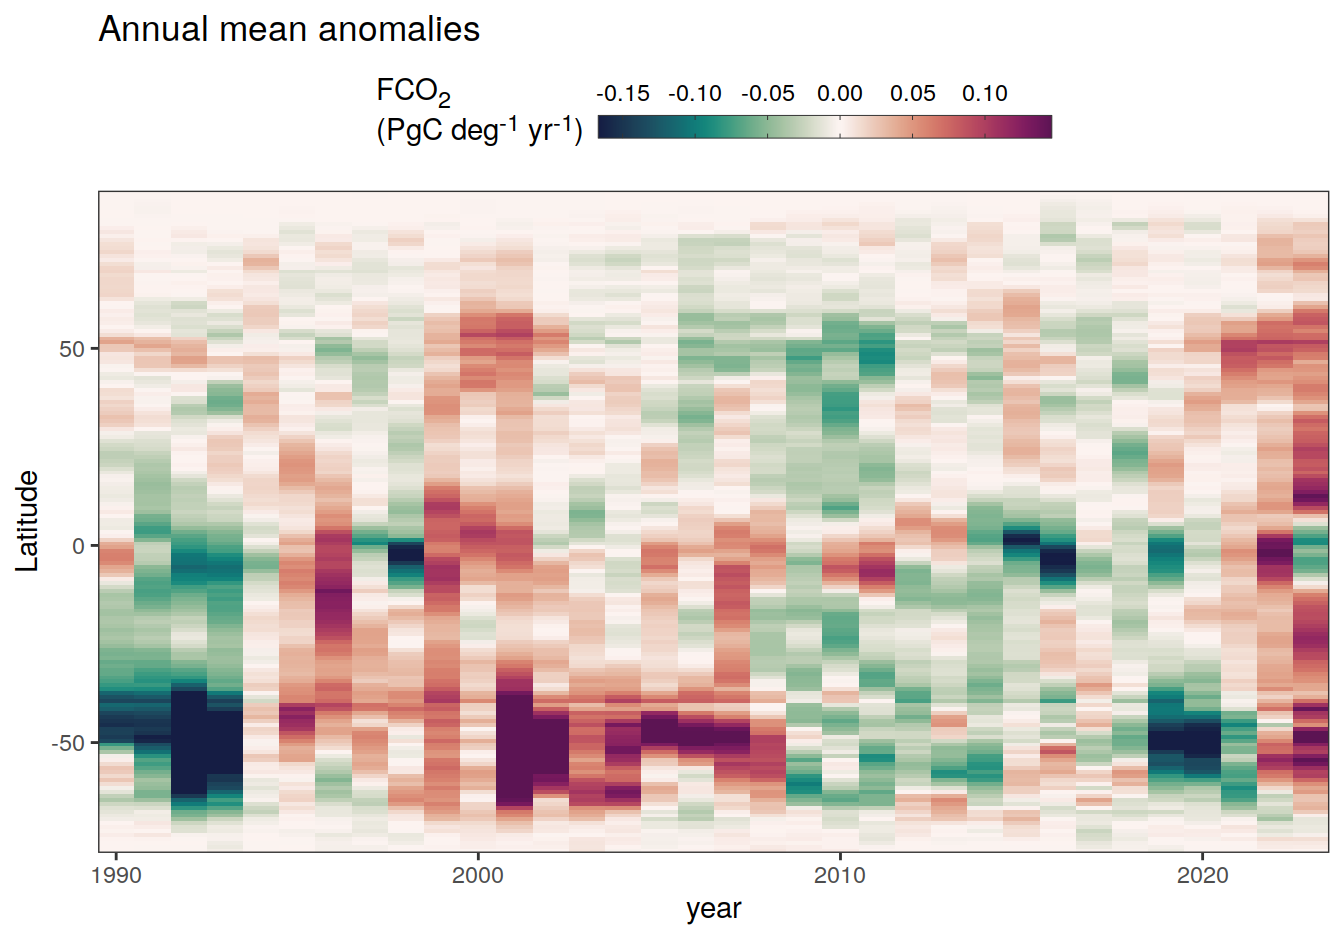 Annual mean anomalies
FCO₂
(PgC deg⁻¹ yr⁻¹)
-0.15 -0.10 -0.05 0.00 0.05 0.10
Latitude
50
0
-50
1990 2000 2010 2020
year